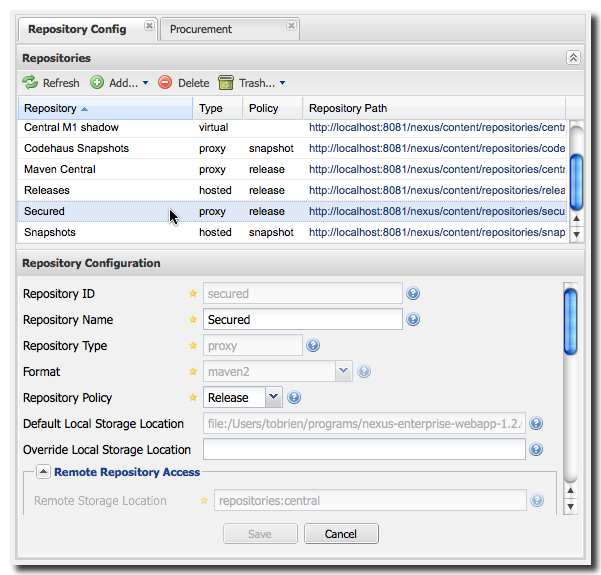 Repository Config
Procurement
Repositories
Refresh Add... Delete Trash...
Repository Type Policy Repository Path
Central M1 shadow virtual http://localhost:8081/nexus/content/repositories/centr
Codehaus Snapshots proxy snapshot http://localhost:8081/nexus/content/repositories/code
Maven Central proxy release http://localhost:8081/nexus/content/repositories/centr
Releases hosted release http://localhost:8081/nexus/content/repositories/relea
Secured proxy release http://localhost:8081/nexus/content/repositories/secu
Snapshots hosted snapshot http://localhost:8081/nexus/content/repositories/snap
Repository Configuration
Repository ID secured
Repository Name Secured
Repository Type proxy
Format maven2
Repository Policy Release
Default Local Storage Location file:/Users/tobrien/programs/nexus-enterprise-webapp-1.2.
Override Local Storage Location
Remote Repository Access
Remote Storage Location repositories:central
Save Cancel